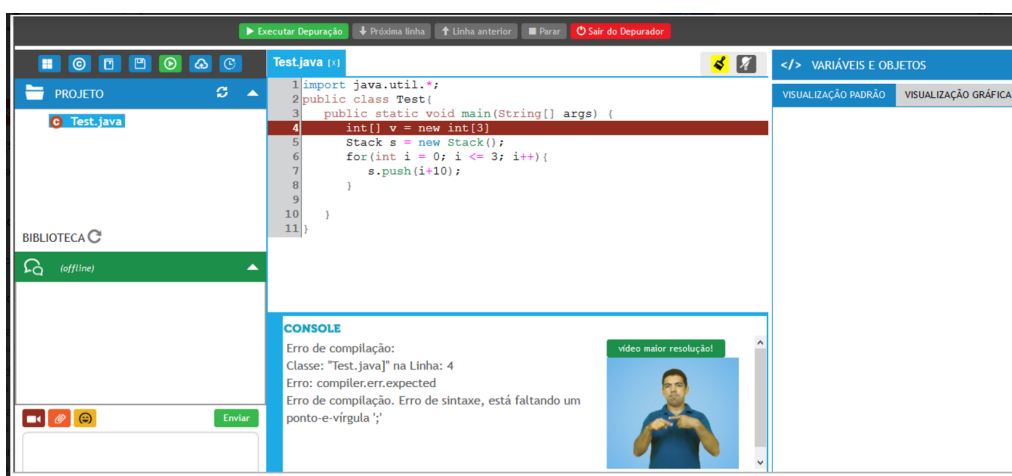 Executar Depuração Próxima linha Linha anterior Parar Sair do Depurador
Test.java [x]
</> VARIÁVEIS E OBJETOS
PROJETO
VISUALIZAÇÃO PADRÃO VISUALIZAÇÃO GRÁFICA
Test.java
BIBLIOTECA
(offline)
Enviar
1 import java.util.*;
2 public class Test{
3 public static void main(String[] args) {
4 int[] v = new int[3]
5 Stack s = new Stack();
6 for(int i = 0; i <= 3; i++){
7 s.push(i+10);
8 }
9
10 }
11 }
CONSOLE
Erro de compilação:
Classe: "Test.java]" na Linha: 4
Erro: compiler.err.expected
Erro de compilação. Erro de sintaxe, está faltando um
ponto-e-vírgula ';'
vídeo maior resolução!